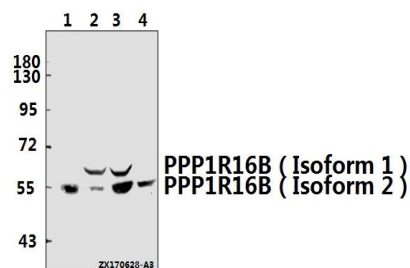 1 2 3 4
180
130
95
72
PPP1R16B ( Isoform 1 )
55 PPP1R16B ( Isoform 2 )
43
ZX170628-A3